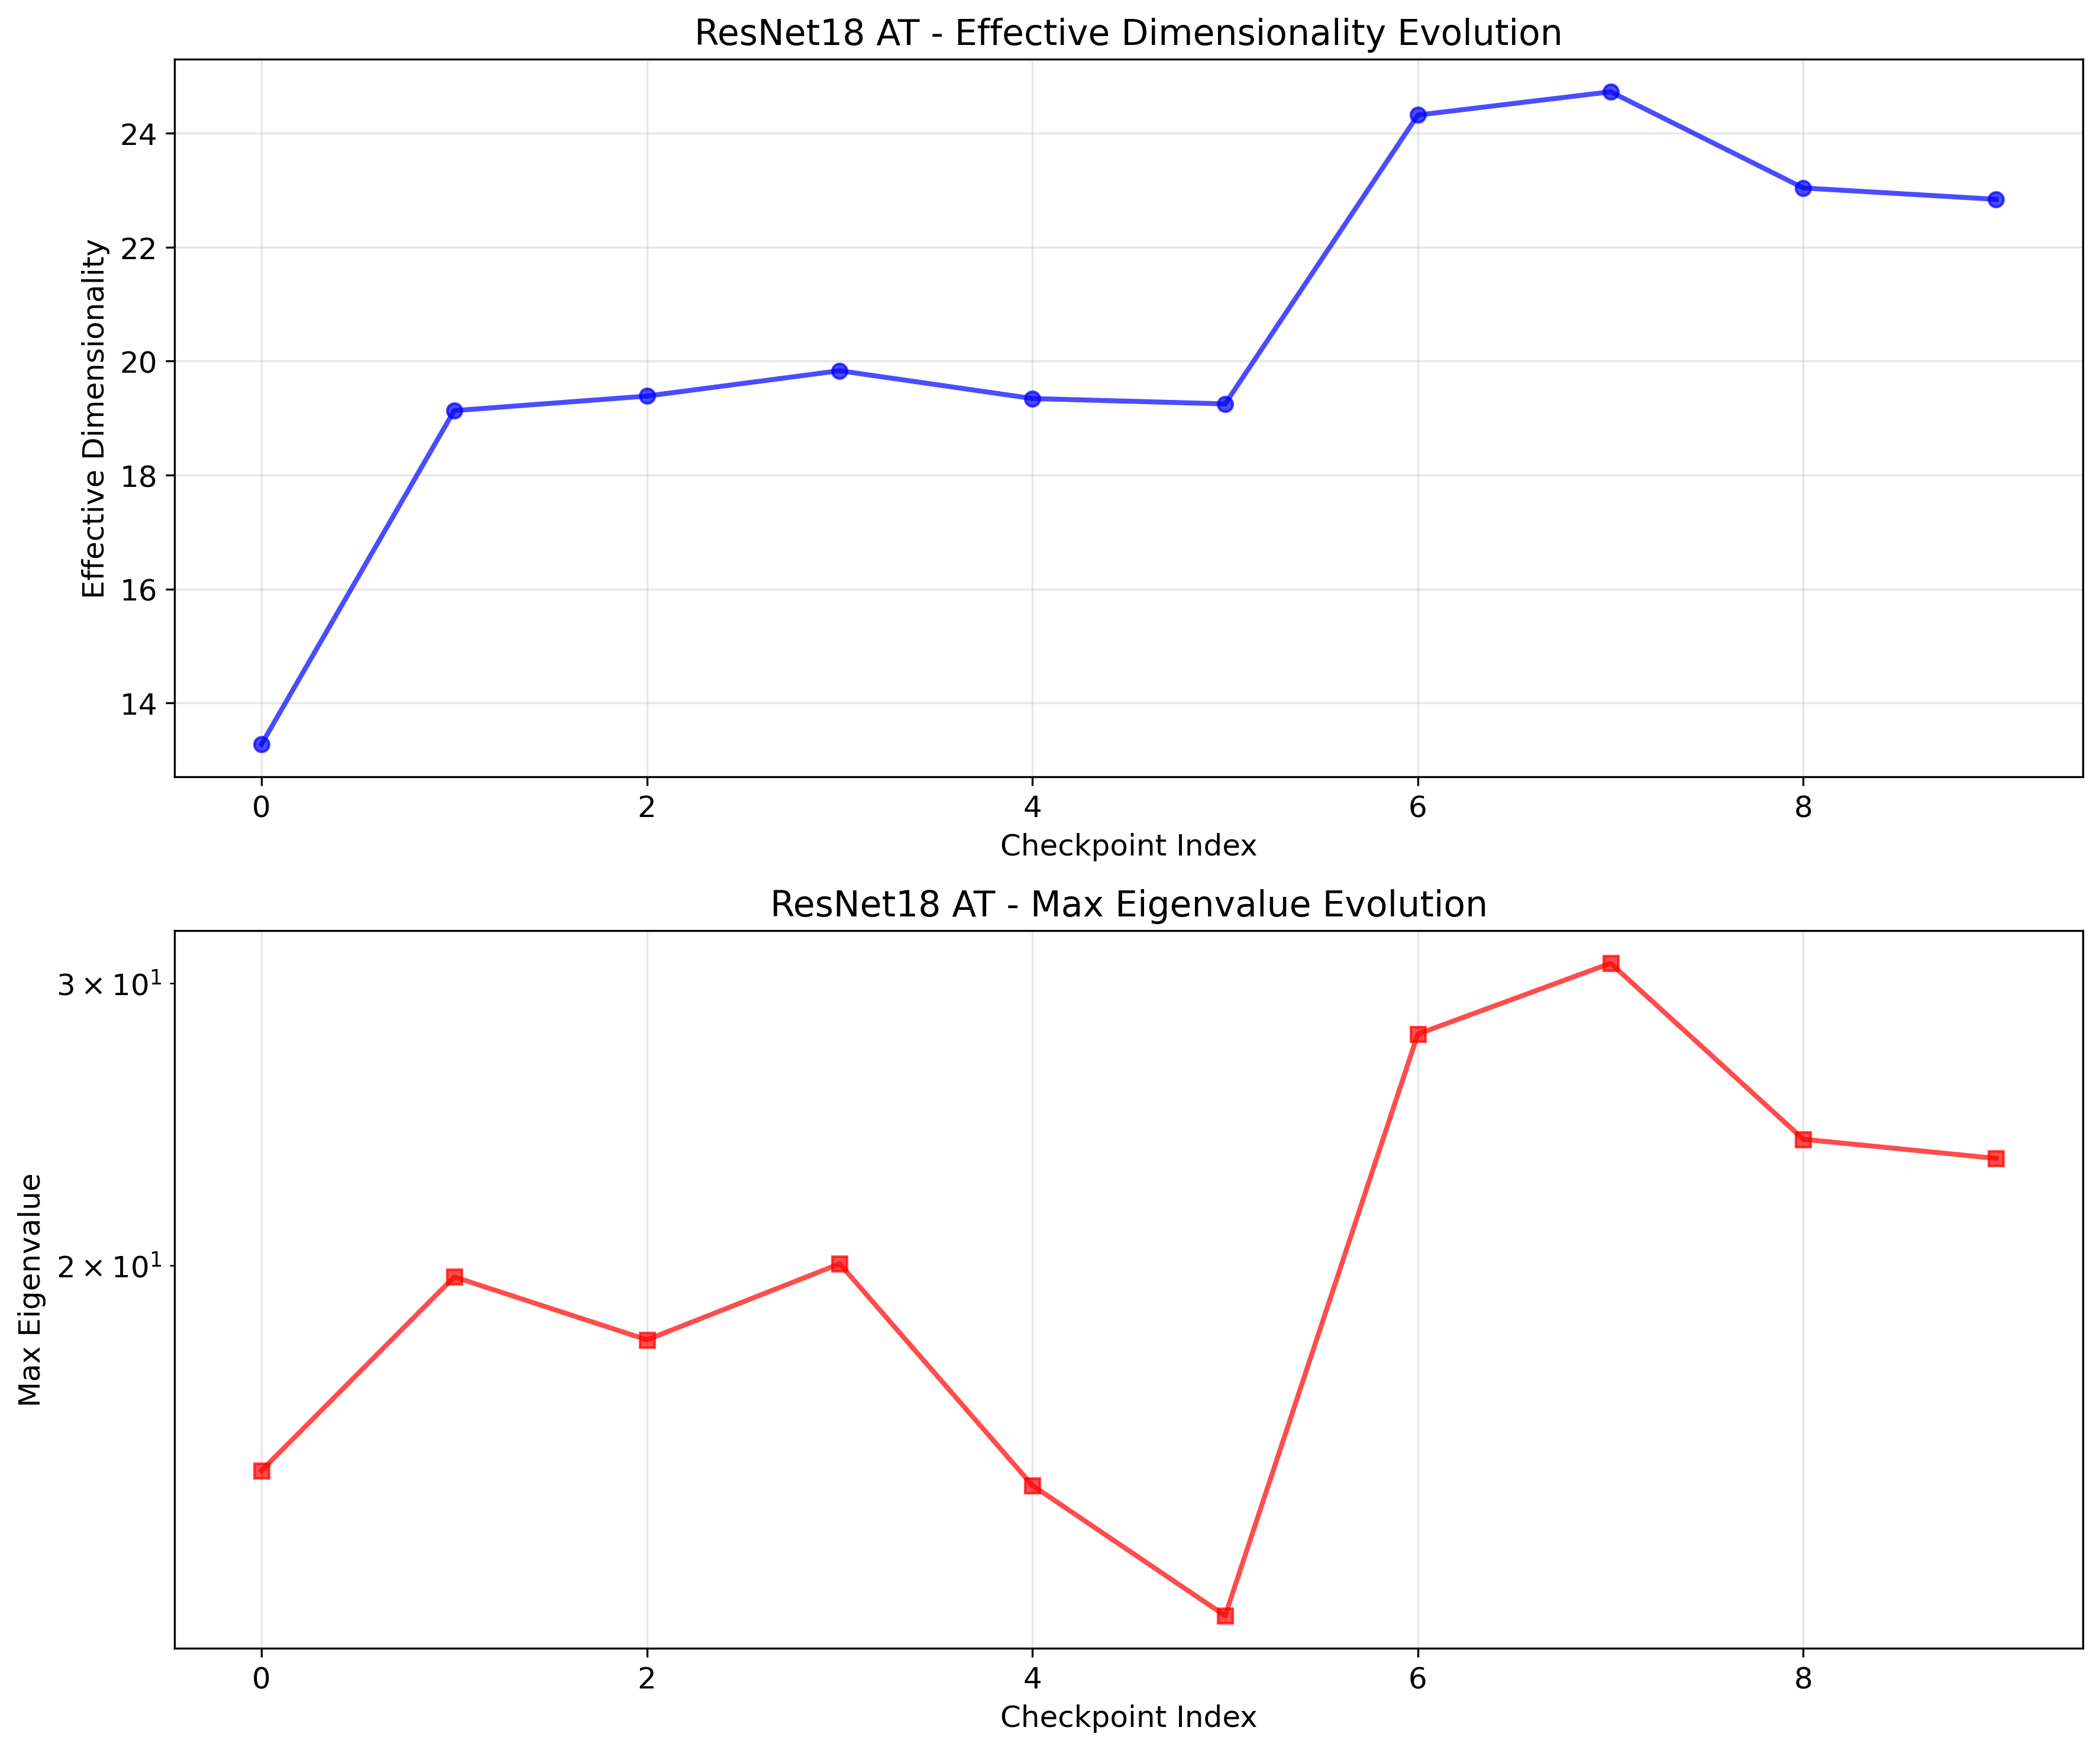 ResNet18 AT - Effective Dimensionality Evolution
Effective Dimensionality
24
22
20
18
16
14
0 2 4 6 8
Checkpoint Index
ResNet18 AT - Max Eigenvalue Evolution
Max Eigenvalue
3 × 10¹
2 × 10¹
0 2 4 6 8
Checkpoint Index